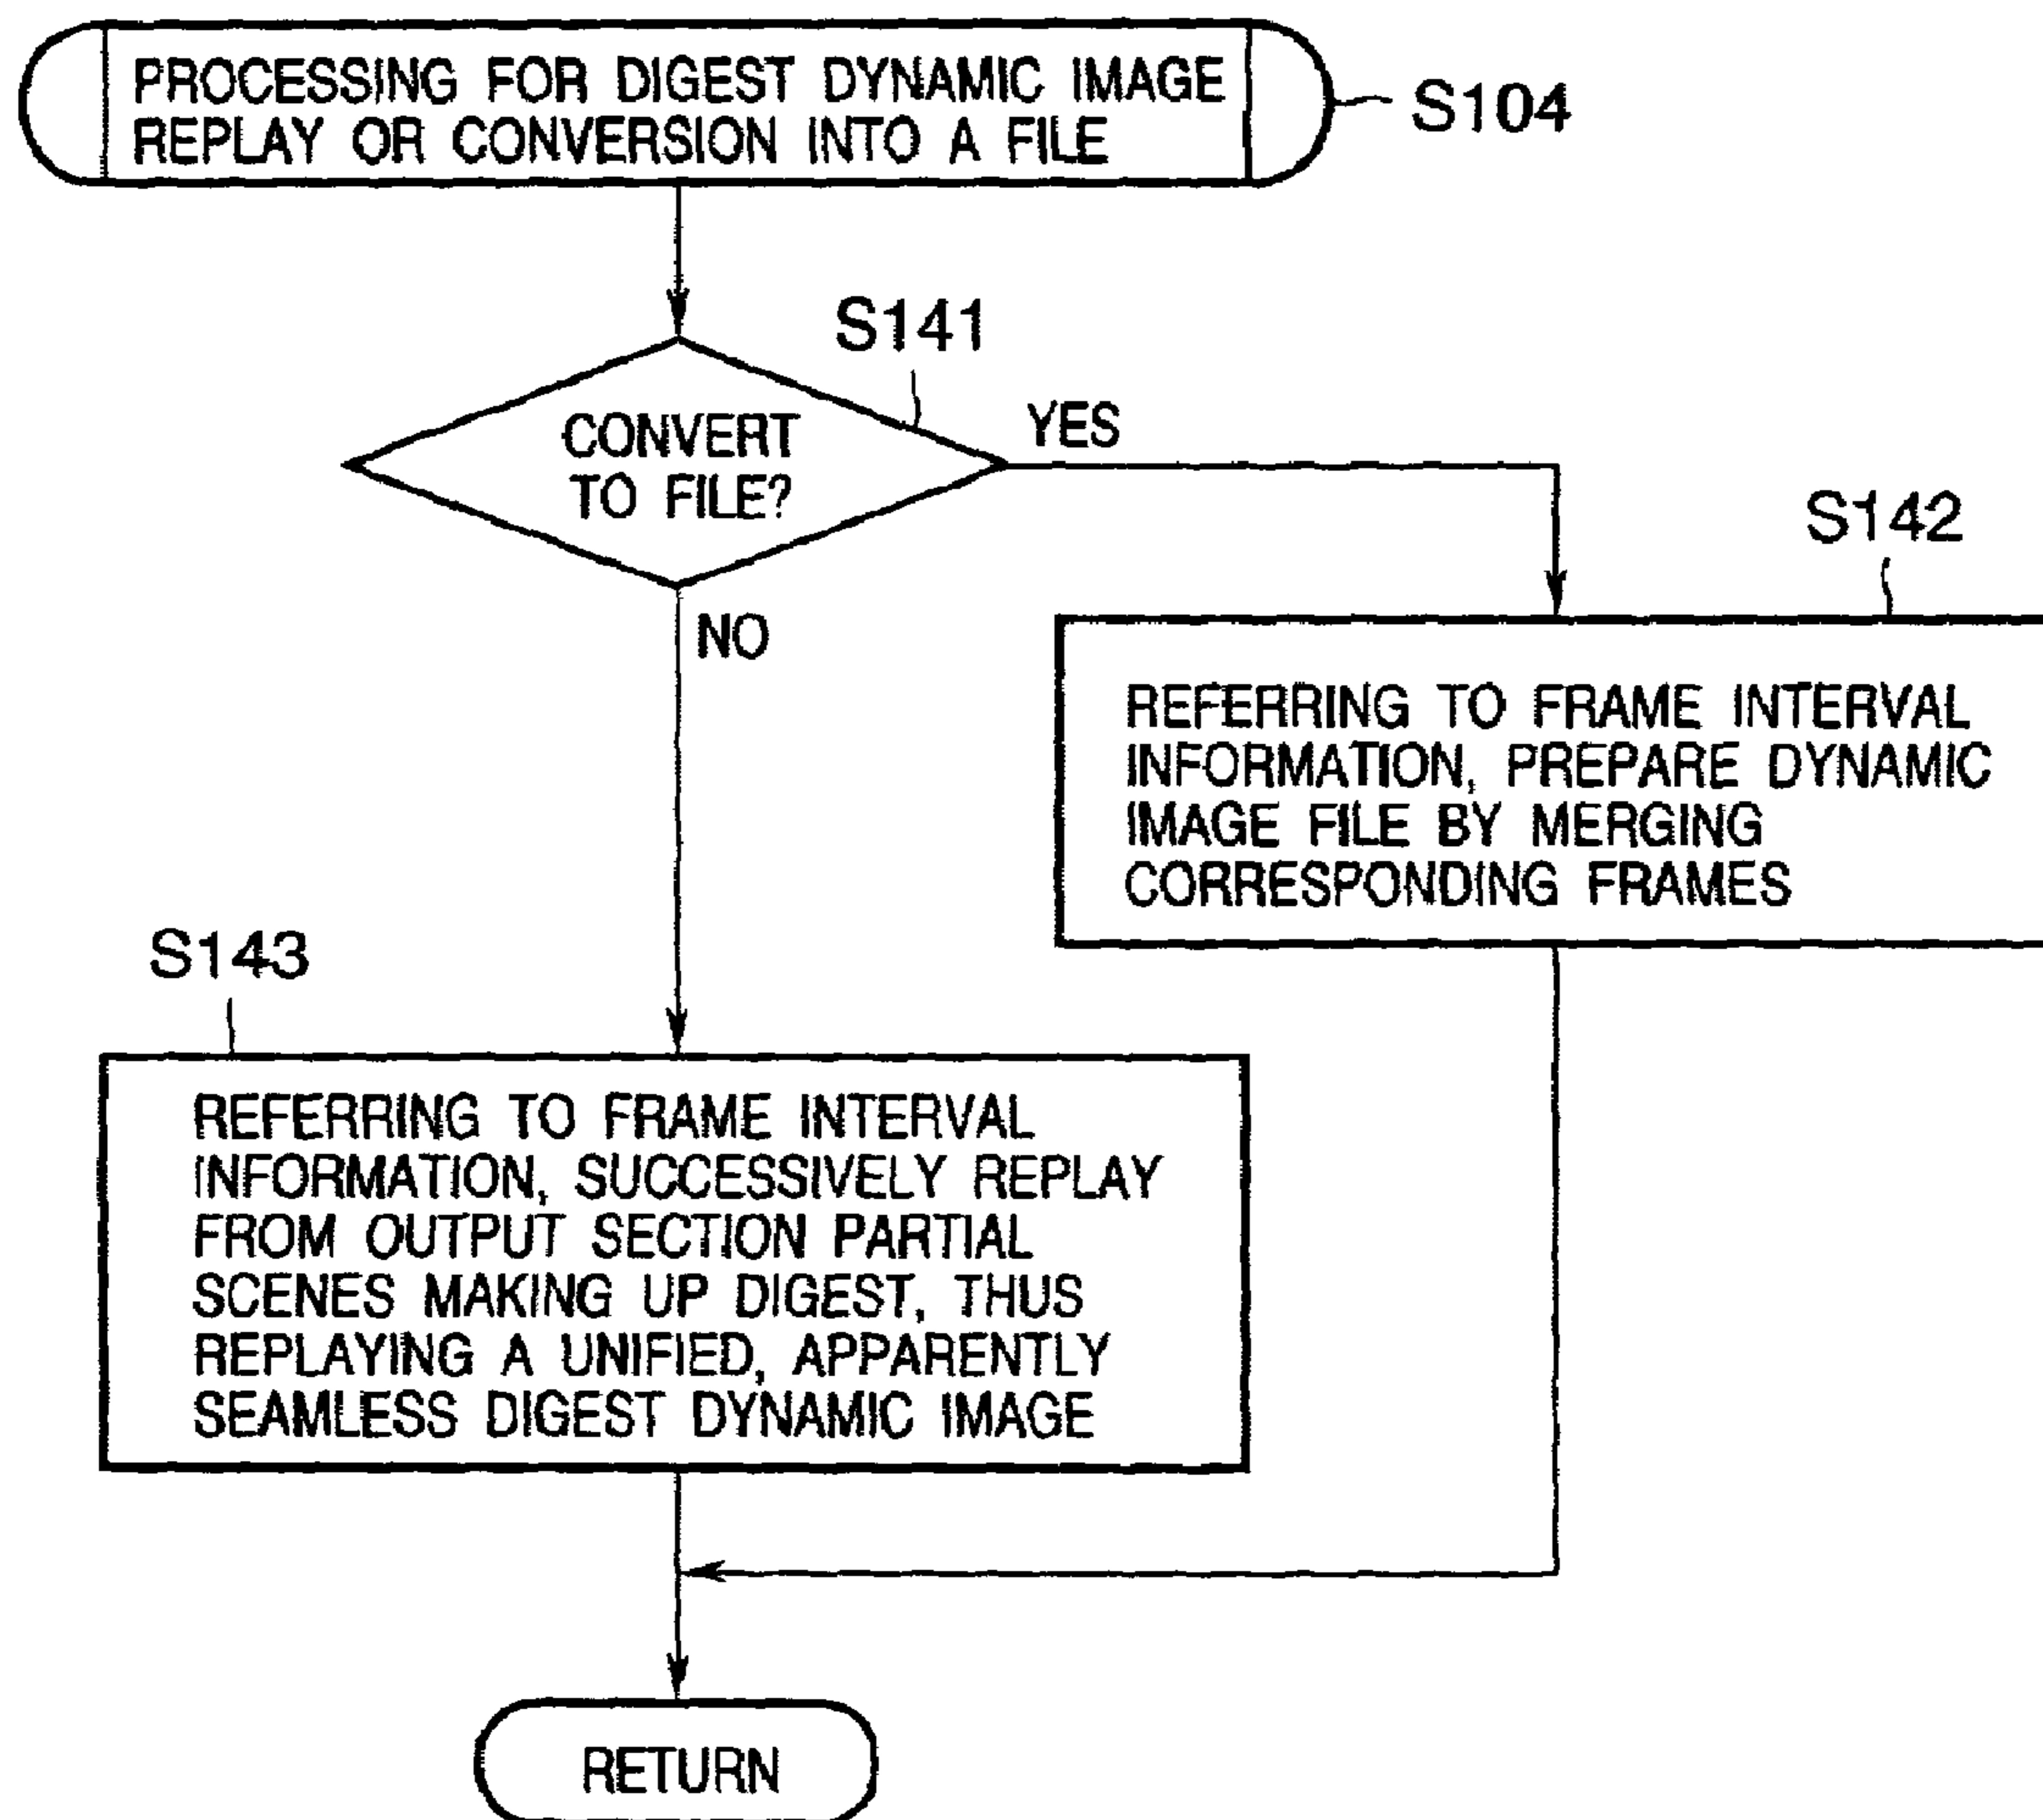 PROCESSING FOR DIGEST DYNAMIC IMAGE
REPLAY OR CONVERSION INTO A FILE
S104
S141
CONVERT
TO FILE?
YES
S142
NO
REFERRING TO FRAME INTERVAL
INFORMATION, PREPARE DYNAMIC
IMAGE FILE BY MERGING
CORRESPONDING FRAMES
S143
REFERRING TO FRAME INTERVAL
INFORMATION, SUCCESSIVELY REPLAY
FROM OUTPUT SECTION PARTIAL
SCENES MAKING UP DIGEST, THUS
REPLAYING A UNIFIED, APPARENTLY
SEAMLESS DIGEST DYNAMIC IMAGE
RETURN